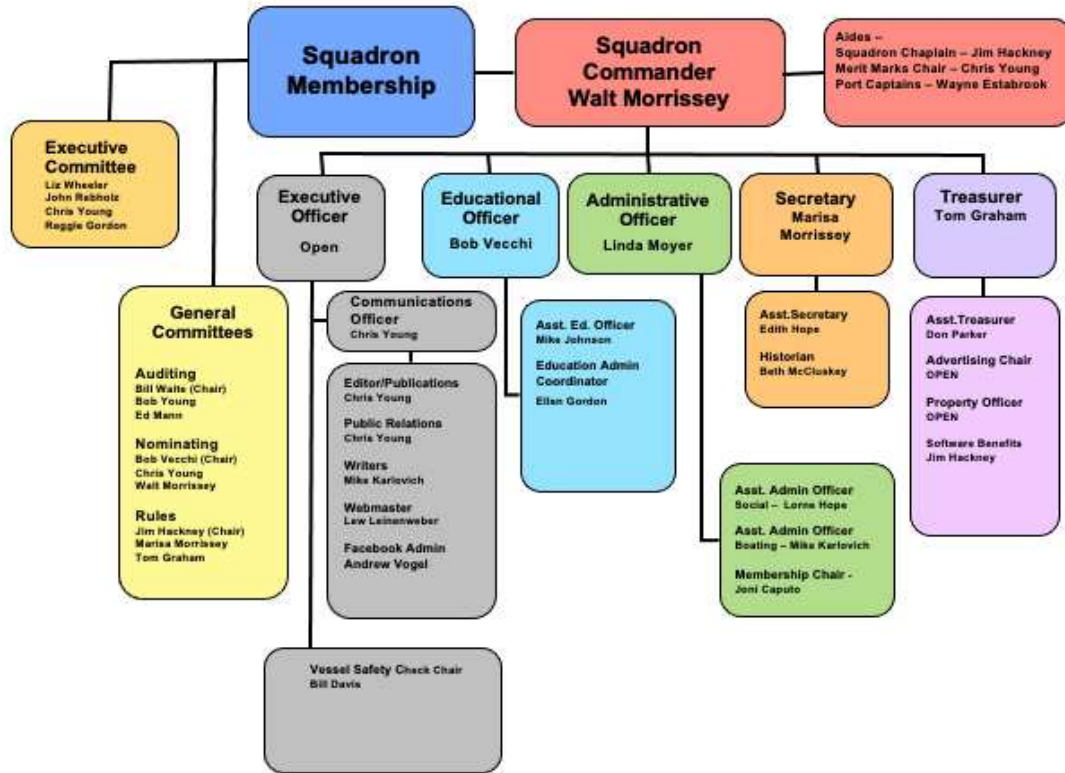 Squadron
Membership
Squadron
Commander
Walt Morrissey
Aides –
Squadron Chaplain – Jim Hackney
Merit Marks Chair – Chris Young
Port Captains – Wayne Estabrook
Executive
Committee
Liz Wheeler
John Rebholz
Chris Young
Reggie Gordon
Executive
Officer
Open
Educational
Officer
Bob Vecchi
Administrative
Officer
Linda Moyer
Secretary
Marisa
Morrissey
Treasurer
Tom Graham
General
Committees
Auditing
Bill Waite (Chair)
Bob Young
Ed Mann
Nominating
Bob Vecchi (Chair)
Chris Young
Walt Morrissey
Rules
Jim Hackney (Chair)
Marisa Morrissey
Tom Graham
Communications
Officer
Chris Young
Editor/Publications
Chris Young
Public Relations
Chris Young
Writers
Mike Karlovich
Webmaster
Lew Leinenweber
Facebook Admin
Andrew Vogel
Vessel Safety Check Chair
Bill Davis
Asst. Ed. Officer
Mike Johnson
Education Admin
Coordinator
Ellen Gordon
Asst. Admin Officer
Social – Lorne Hope
Asst. Admin Officer
Boating – Mike Karlovich
Membership Chair -
Joni Caputo
Asst.Secretary
Edith Hope
Historian
Beth McCluskey
Asst.Treasurer
Don Parker
Advertising Chair
OPEN
Property Officer
OPEN
Software Benefits
Jim Hackney